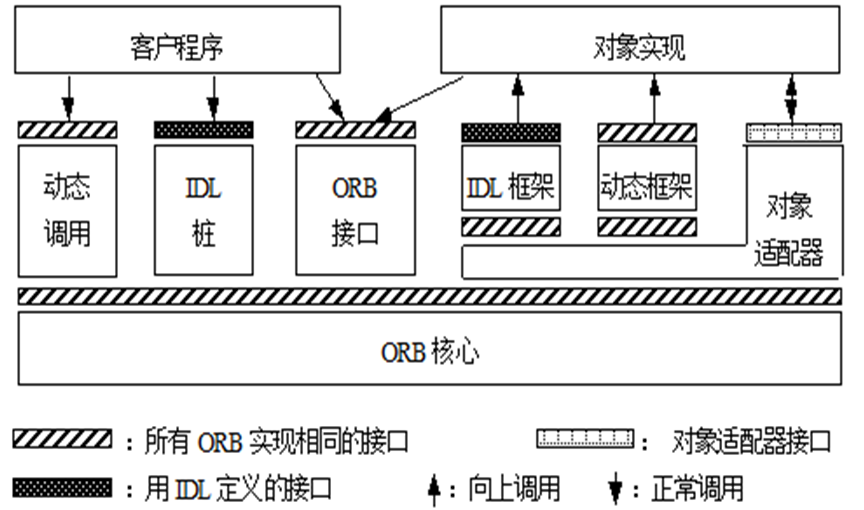 客户程序
对象实现
动态
调用
IDL
桩
ORB
接口
IDL 框架
动态框架
对象
适配器
ORB 核心
：所有 ORB 实现相同的接口
： 对象适配器接口
：用 IDL 定义的接口
：向上调用
：正常调用